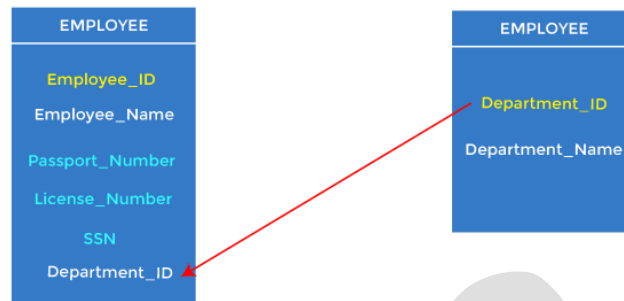 EMPLOYEE
Employee_ID
Employee_Name
Passport_Number
License_Number
SSN
Department_ID
EMPLOYEE
Department_ID
Department_Name